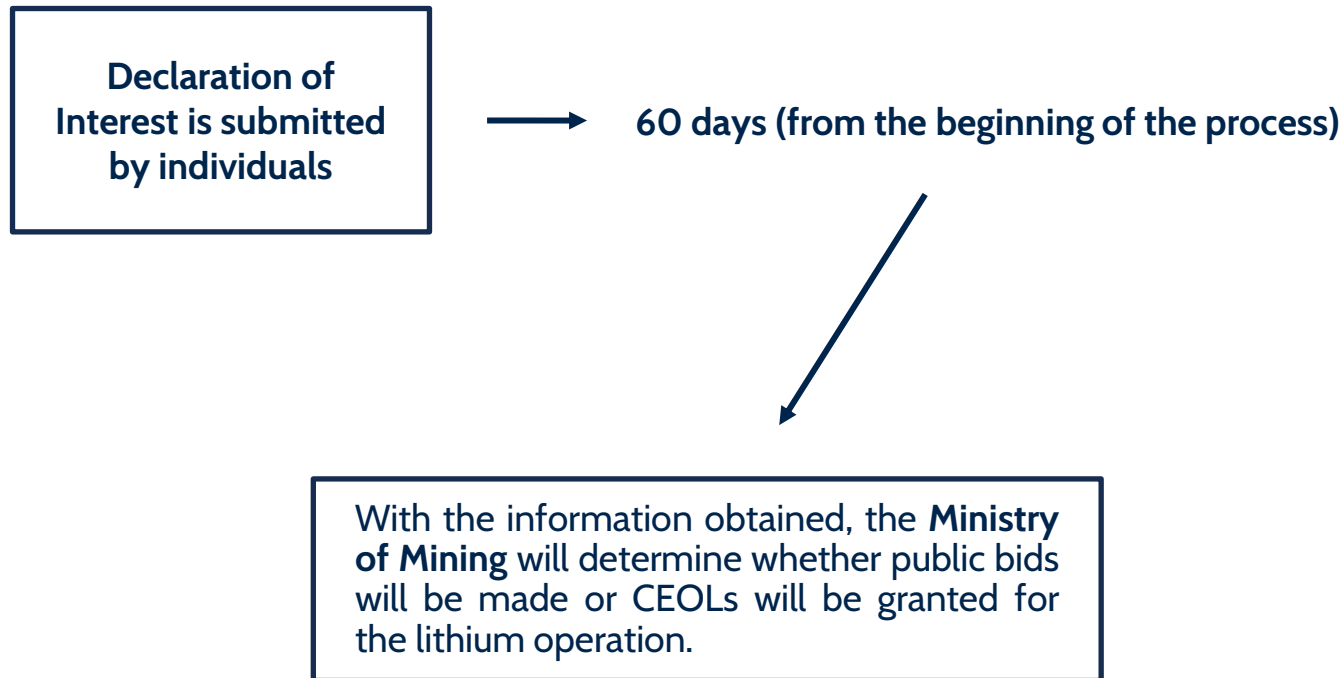 Declaration of
Interest is submitted
by individuals
60 days (from the beginning of the process)
With the information obtained, the Ministry
of Mining will determine whether public bids
will be made or CEOLs will be granted for
the lithium operation.